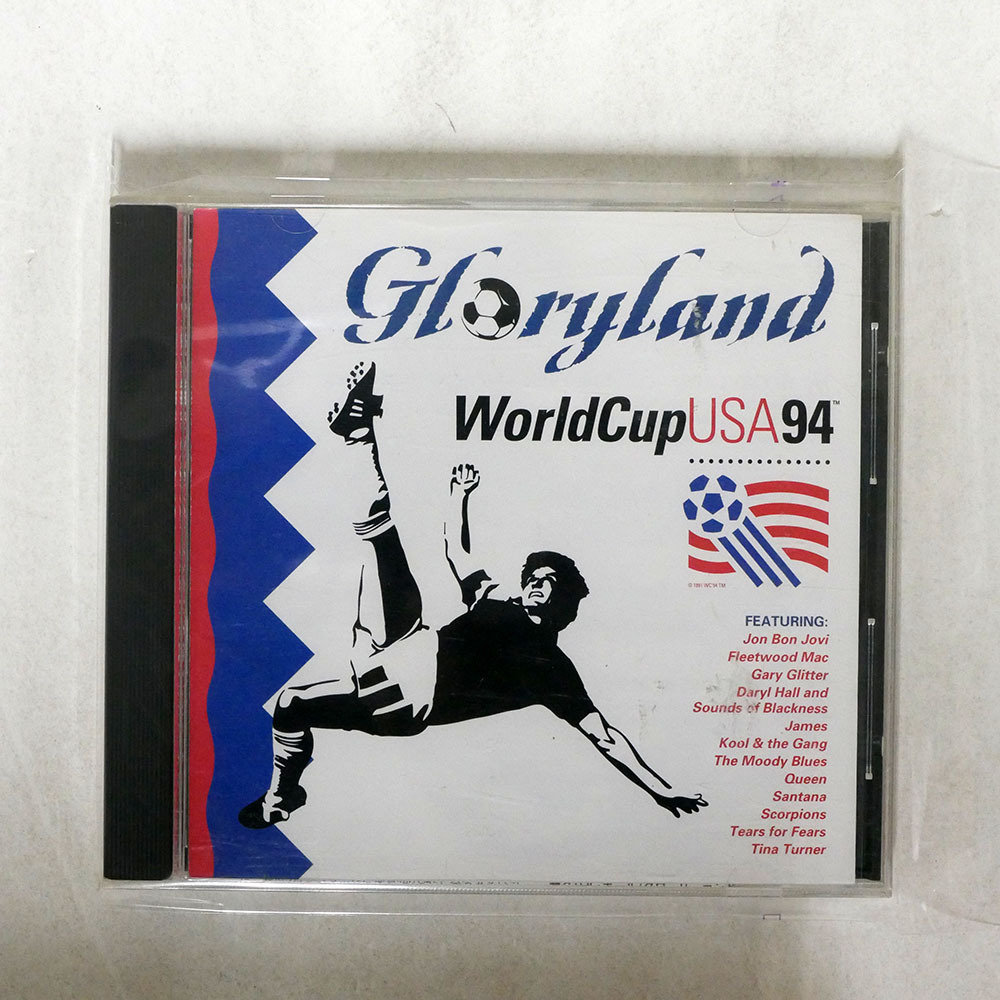 Gloryland
WorldCupUSA94™
© 1991 WC'94 TM
FEATURING:
Jon Bon Jovi
Fleetwood Mac
Gary Glitter
Daryl Hall and
Sounds of Blackness
James
Kool & the Gang
The Moody Blues
Queen
Santana
Scorpions
Tears for Fears
Tina Turner